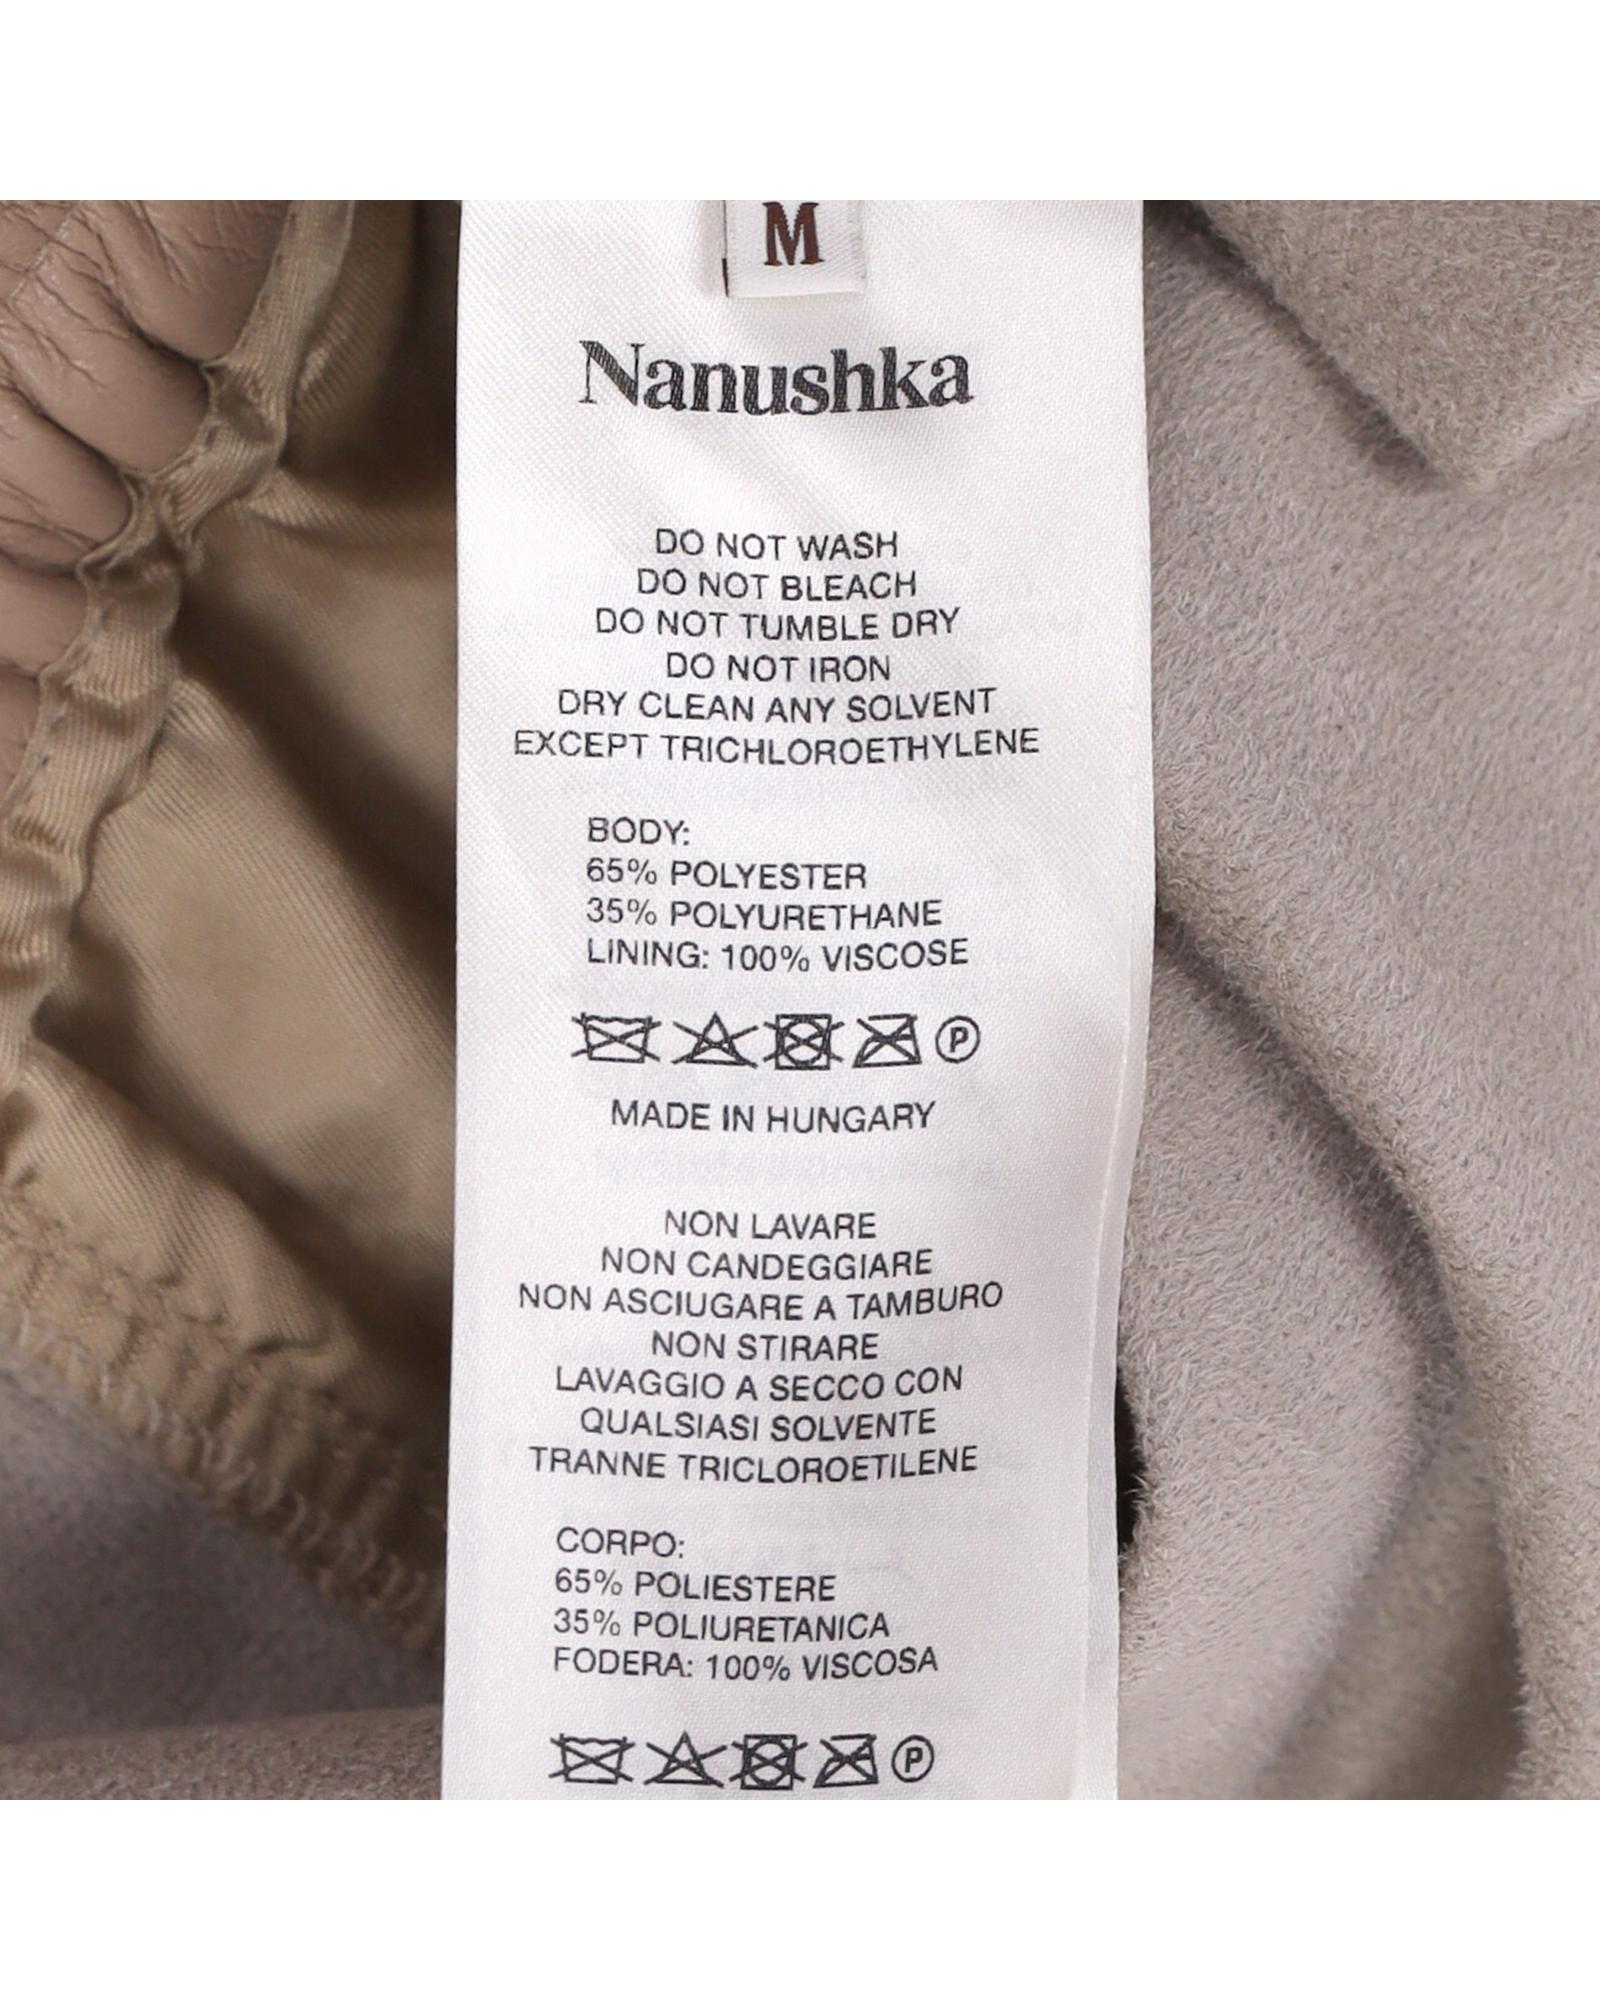 M
Nanushka
DO NOT WASH
DO NOT BLEACH
DO NOT TUMBLE DRY
DO NOT IRON
DRY CLEAN ANY SOLVENT
EXCEPT TRICHLOROETHYLENE
BODY:
65% POLYESTER
35% POLYURETHANE
LINING: 100% VISCOSE
P
MADE IN HUNGARY
NON LAVARE
NON CANDEGGIARE
NON ASCIUGARE A TAMBURO
NON STIRARE
LAVAGGIO A SECCO CON
QUALSIASI SOLVENTE
TRANNE TRICLOROETILENE
CORPO:
65% POLIESTERE
35% POLIURETANICA
FODERA: 100% VISCOSA
P